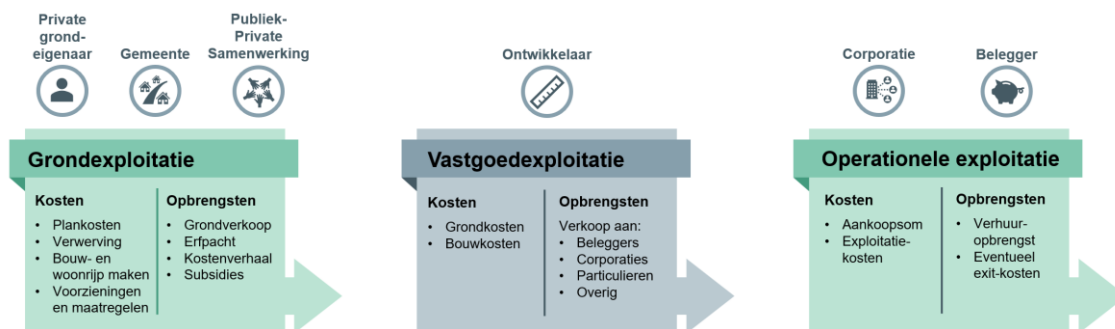 Private
grond-
eigenaar
Gemeente
Publiek-
Private
Samenwerking
Ontwikkelaar
Corporatie
Belegger
Grondexploitatie
Kosten
• Plankosten
• Verwerving
• Bouw- en
woonrijp maken
• Voorzieningen
en maatregelen
Opbrengsten
• Grondverkoop
• Erfpacht
• Kostenverhaal
• Subsidies
Vastgoedexploitatie
Kosten
• Grondkosten
• Bouwkosten
Opbrengsten
Verkoop aan:
• Beleggers
• Corporaties
• Particulieren
• Overig
Operationele exploitatie
Kosten
• Aankoopsom
• Exploitatie-
kosten
Opbrengsten
• Verhuur-
opbrengst
• Eventueel
exit-kosten